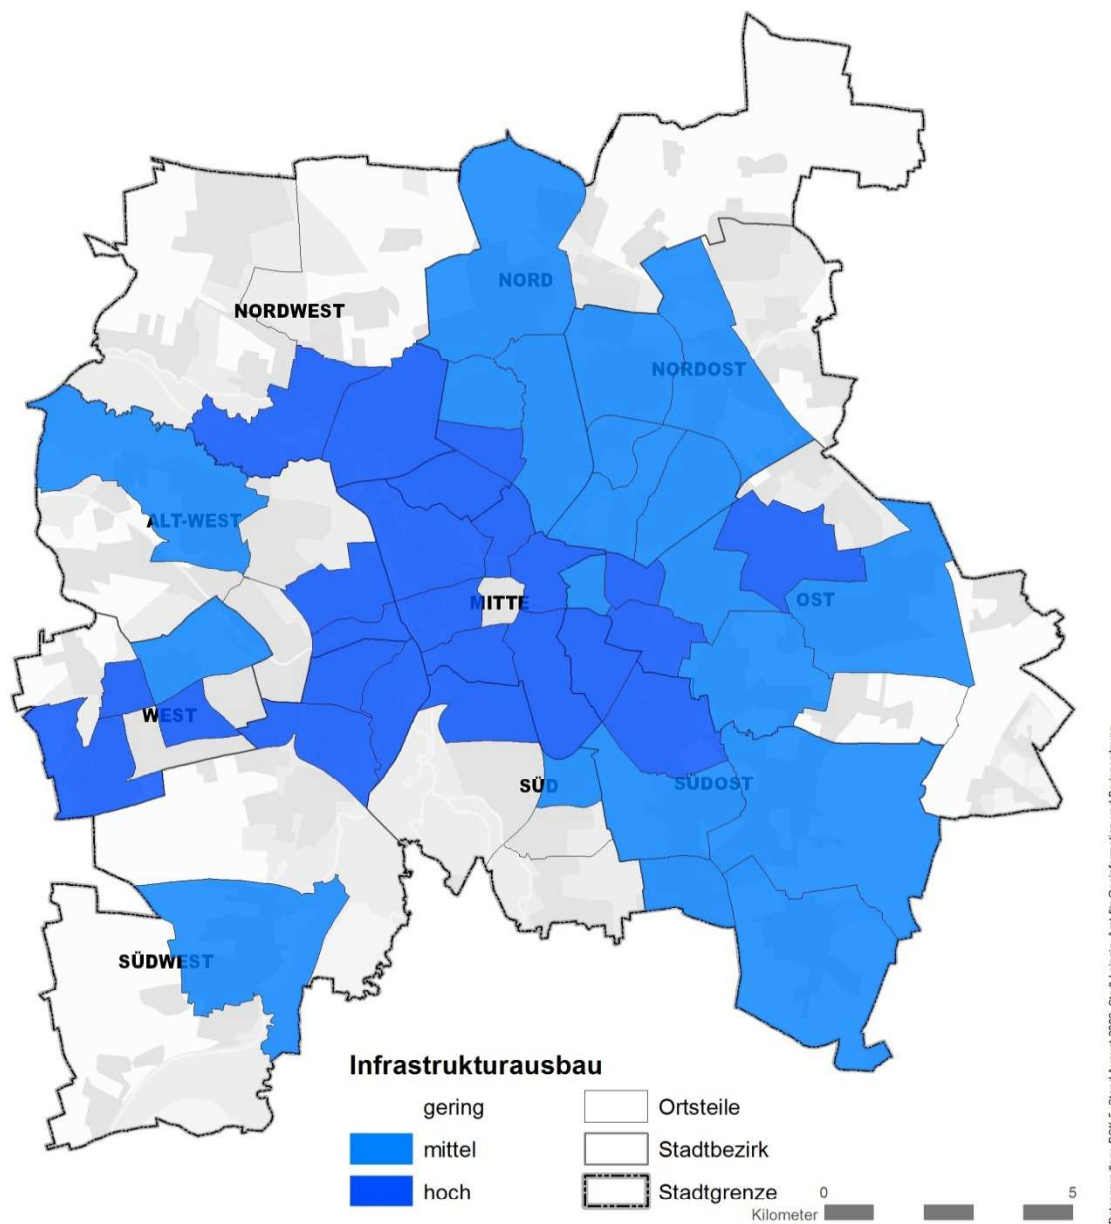 NORD
NORDWEST
NORDOST
ALT-WEST
MITTE
OST
WEST
SÜD
SÜDOST
SÜDWEST
Infrastrukturausbau
gering
mittel
hoch
Ortsteile
Stadtbezirk
Stadtgrenze
0 5
Kilometer